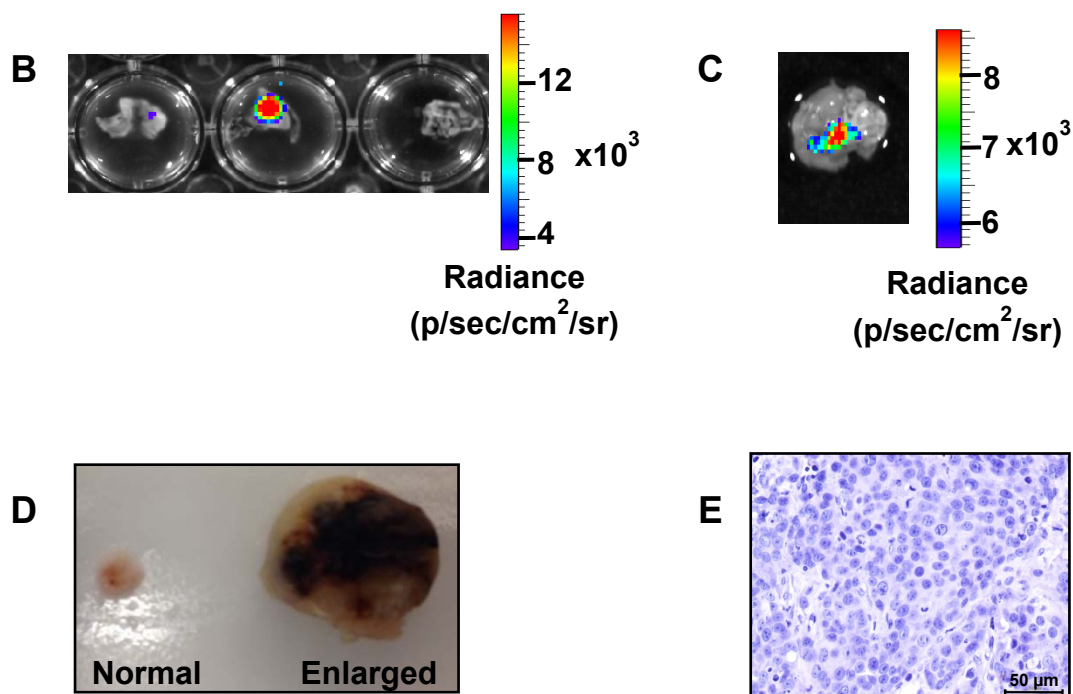 B
12
8
x10³
4
Radiance
(p/sec/cm²/sr)
C
8
7 x10³
6
Radiance
(p/sec/cm²/sr)
D
Normal Enlarged
E
50 µm